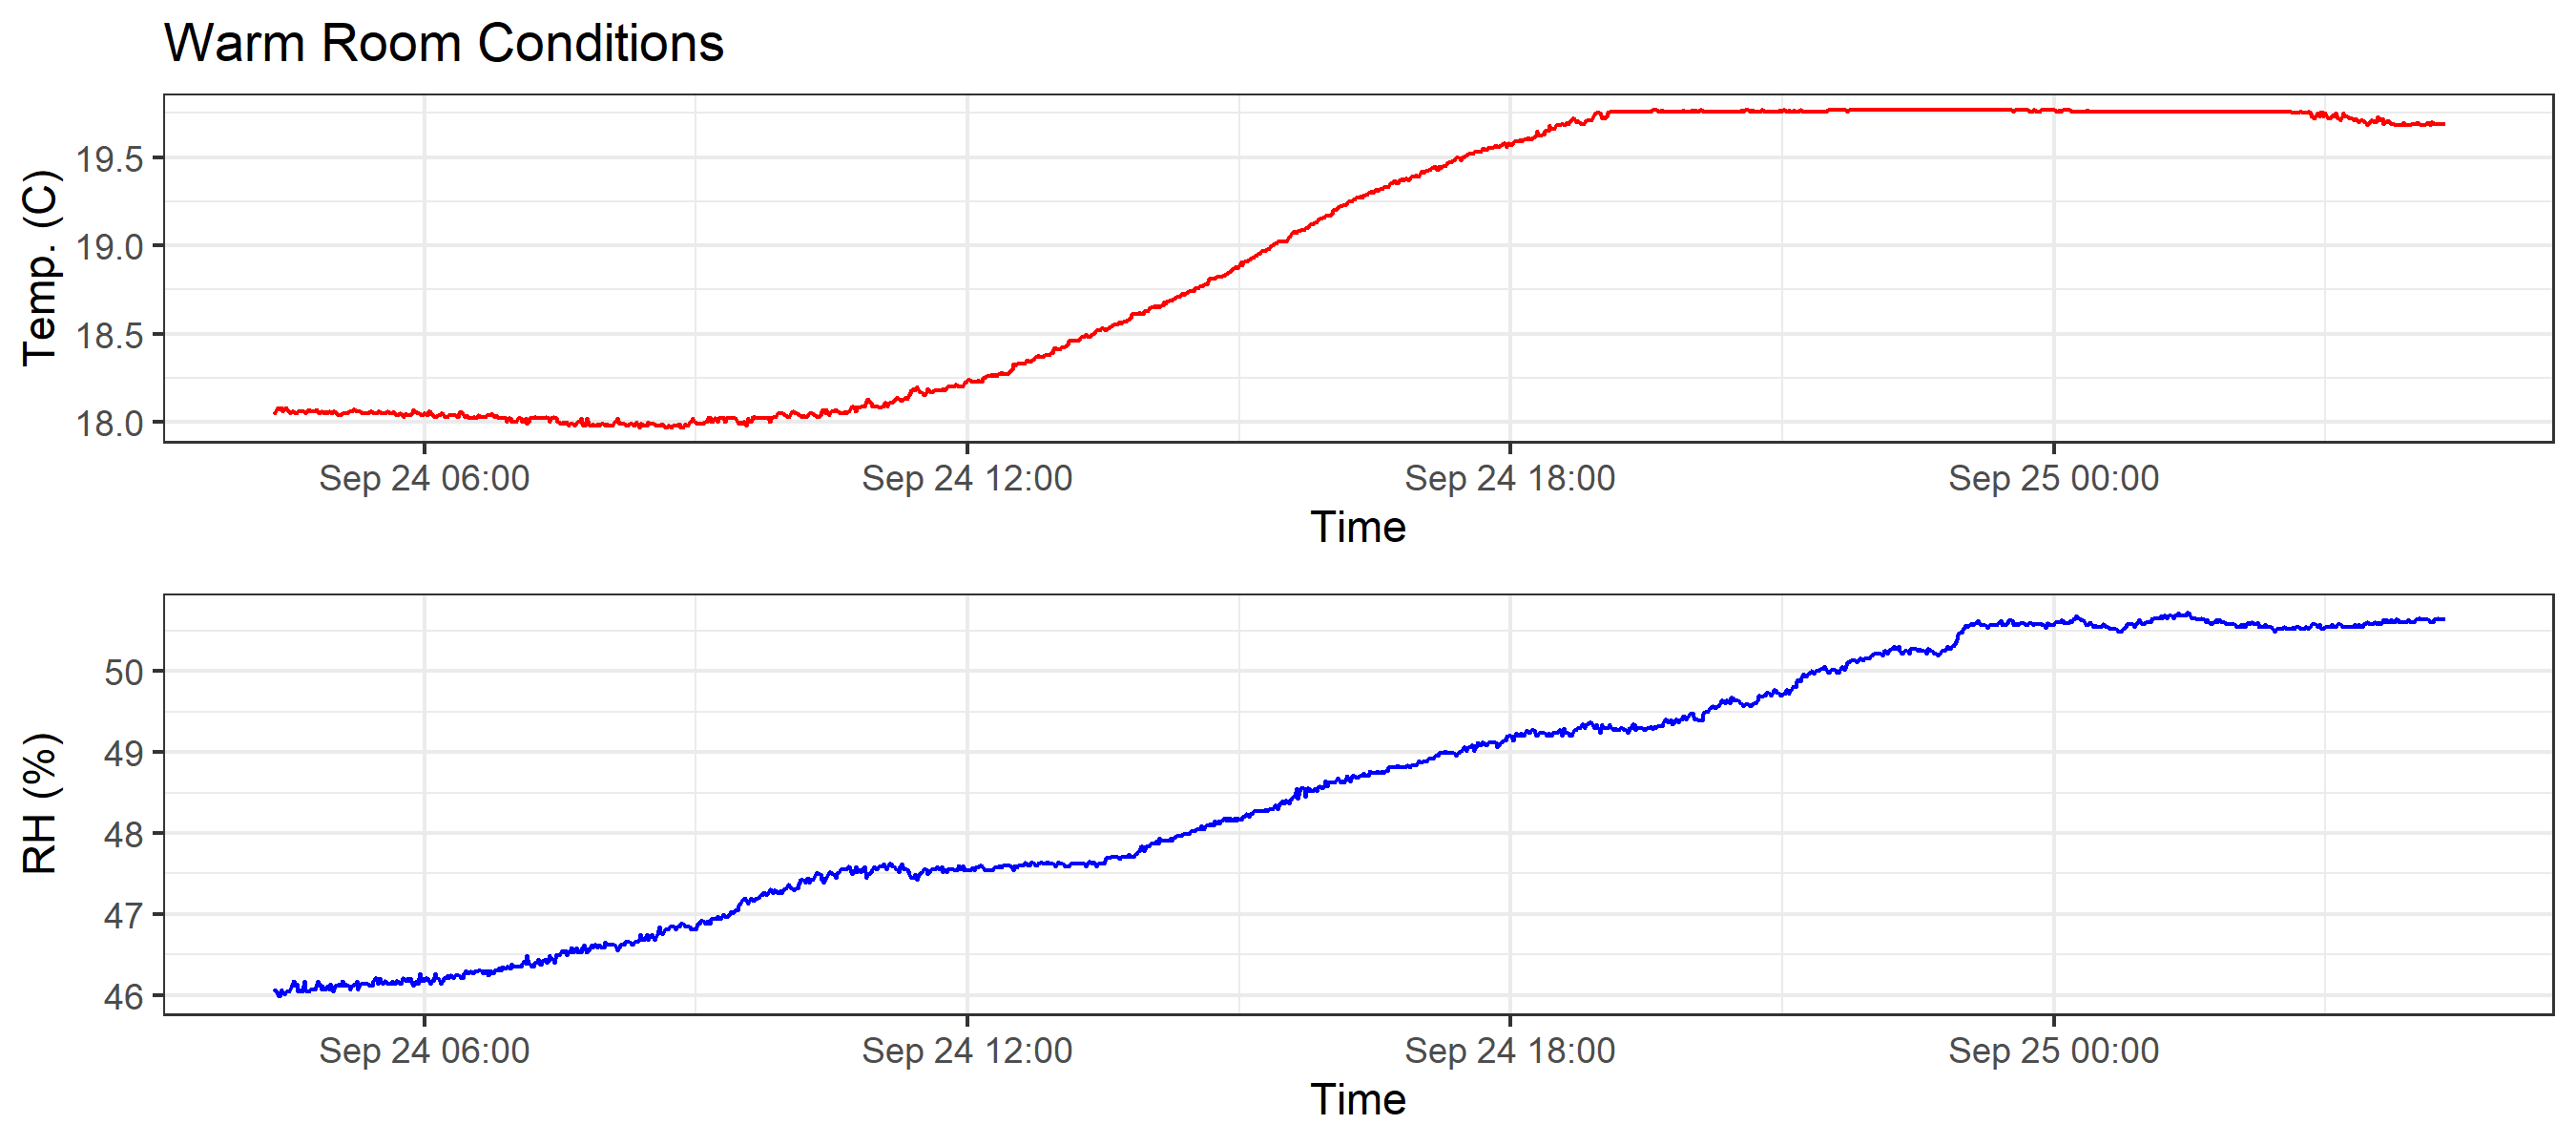 Warm Room Conditions
Temp. (C)
19.5
19.0
18.5
18.0
Sep 24 06:00 Sep 24 12:00 Sep 24 18:00 Sep 25 00:00
Time
RH (%)
50
49
48
47
46
Sep 24 06:00 Sep 24 12:00 Sep 24 18:00 Sep 25 00:00
Time